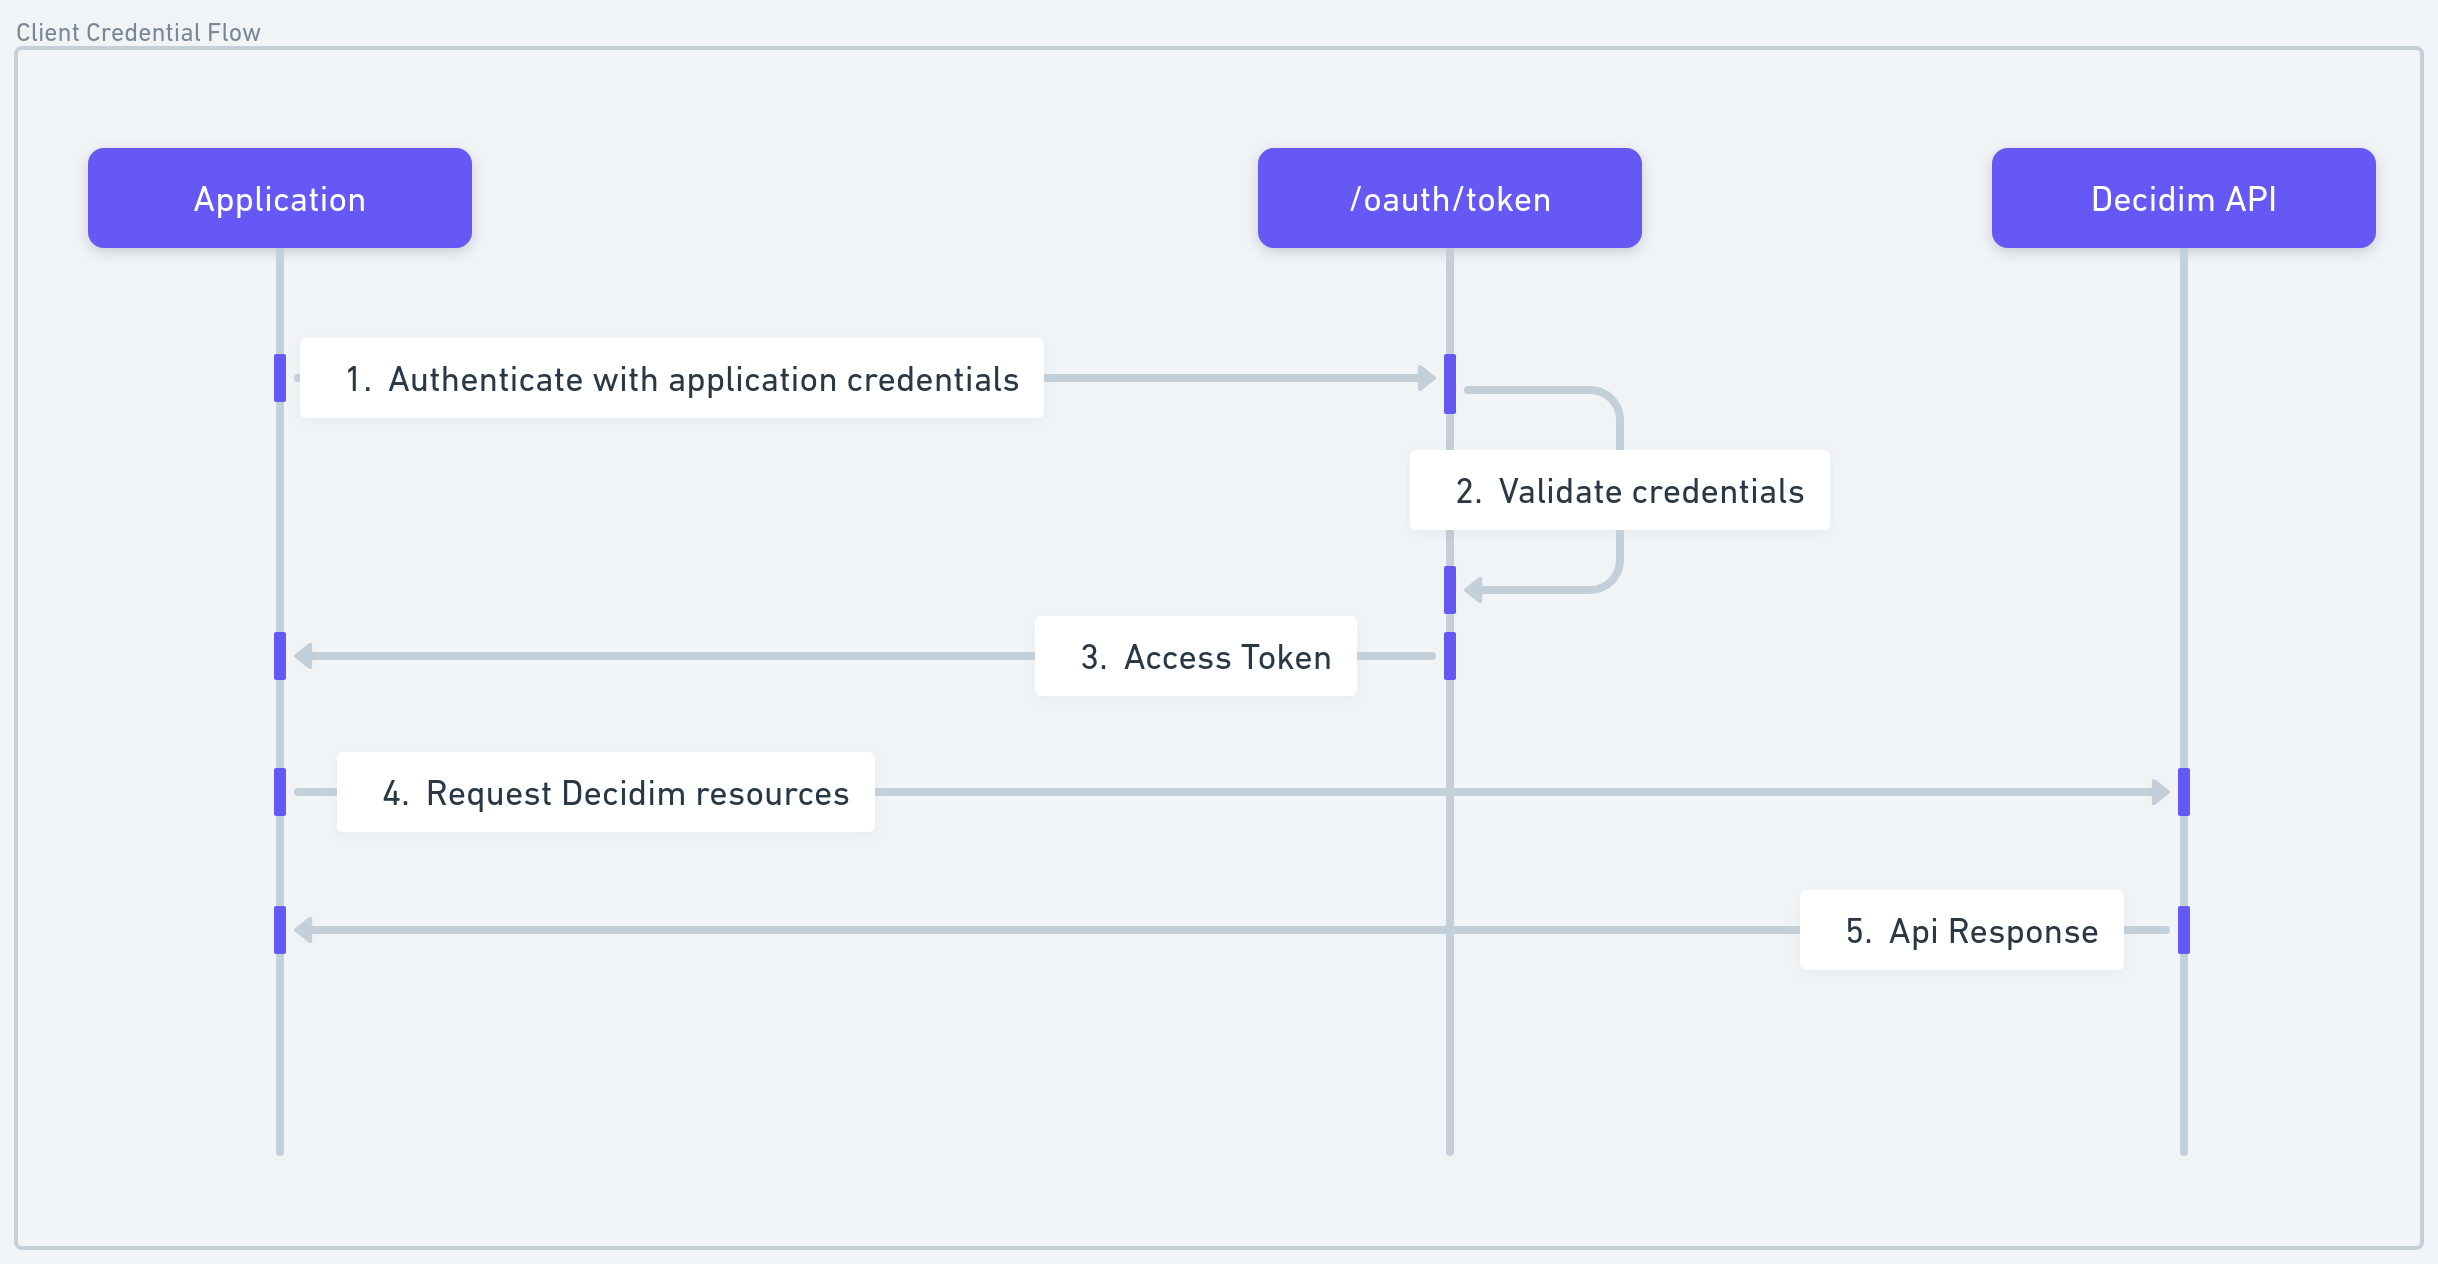 Client Credential Flow
Application
/oauth/token
Decidim API
1. Authenticate with application credentials
2. Validate credentials
3. Access Token
4. Request Decidim resources
5. Api Response